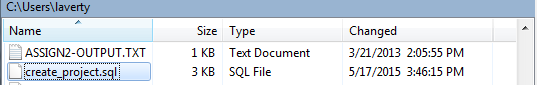 C:\Users\laverty
Name Size Type Changed
ASSIGN2-OUTPUT.TXT 1 KB Text Document 3/21/2013 2:05:55 PM
create_project.sql 3 KB SQL File 5/17/2015 3:46:15 PM